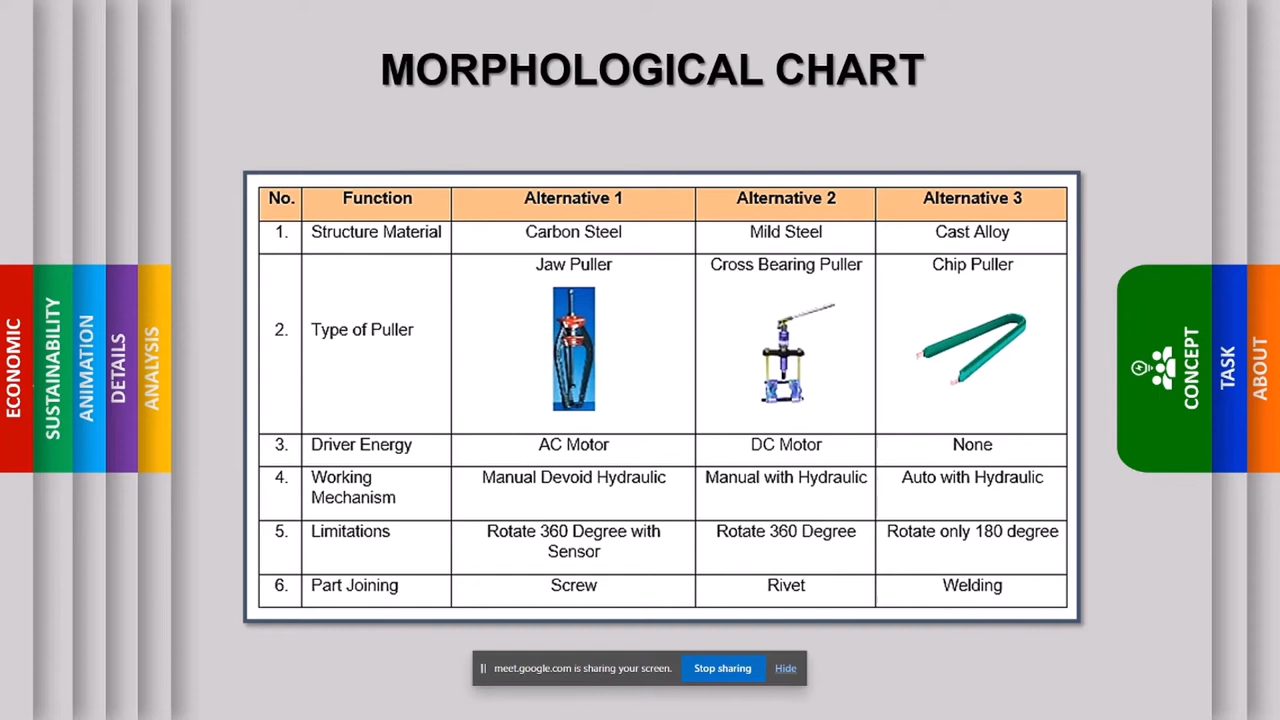 MORPHOLOGICAL CHART
No. Function Alternative 1 Alternative 2 Alternative 3
1. Structure Material Carbon Steel Mild Steel Cast Alloy
Jaw Puller Cross Bearing Puller Chip Puller
2. Type of Puller
3. Driver Energy AC Motor DC Motor None
4. Working Manual Devoid Hydraulic Manual with Hydraulic Auto with Hydraulic
Mechanism
5. Limitations Rotate 360 Degree with Rotate 360 Degree Rotate only 180 degree
Sensor
6. Part Joining Screw Rivet Welding
ECONOMIC
SUSTAINABILITY
ANIMATION
DETAILS
ANALYSIS
CONCEPT
TASK
ABOUT
meet.google.com is sharing your screen. Stop sharing Hide